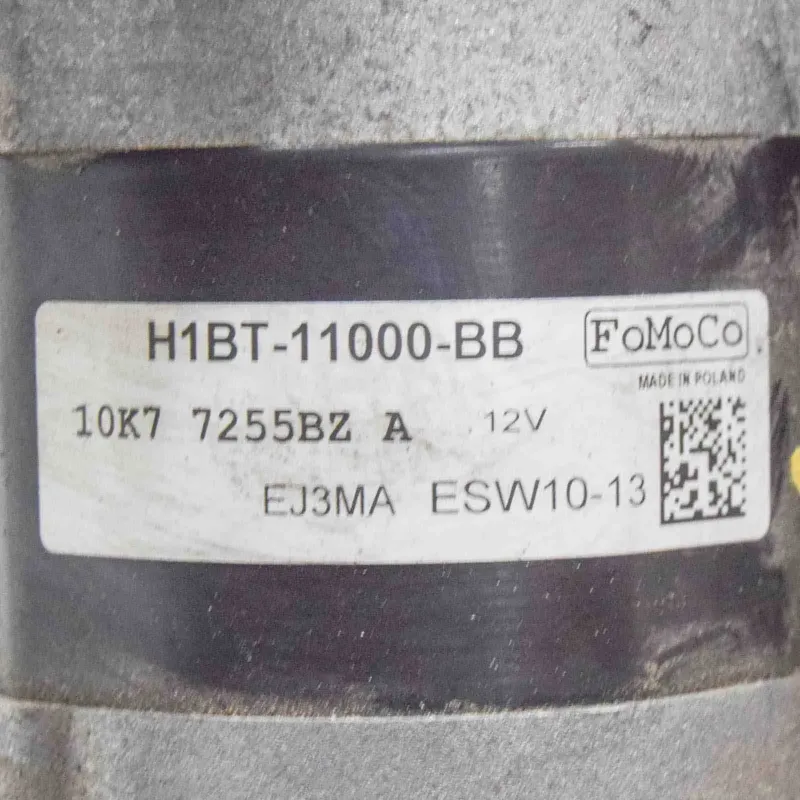 H1BT-11000-BB FoMoCo
MADE IN POLAND
10K7 7255BZ A 12V
EJ3MA ESW10-13